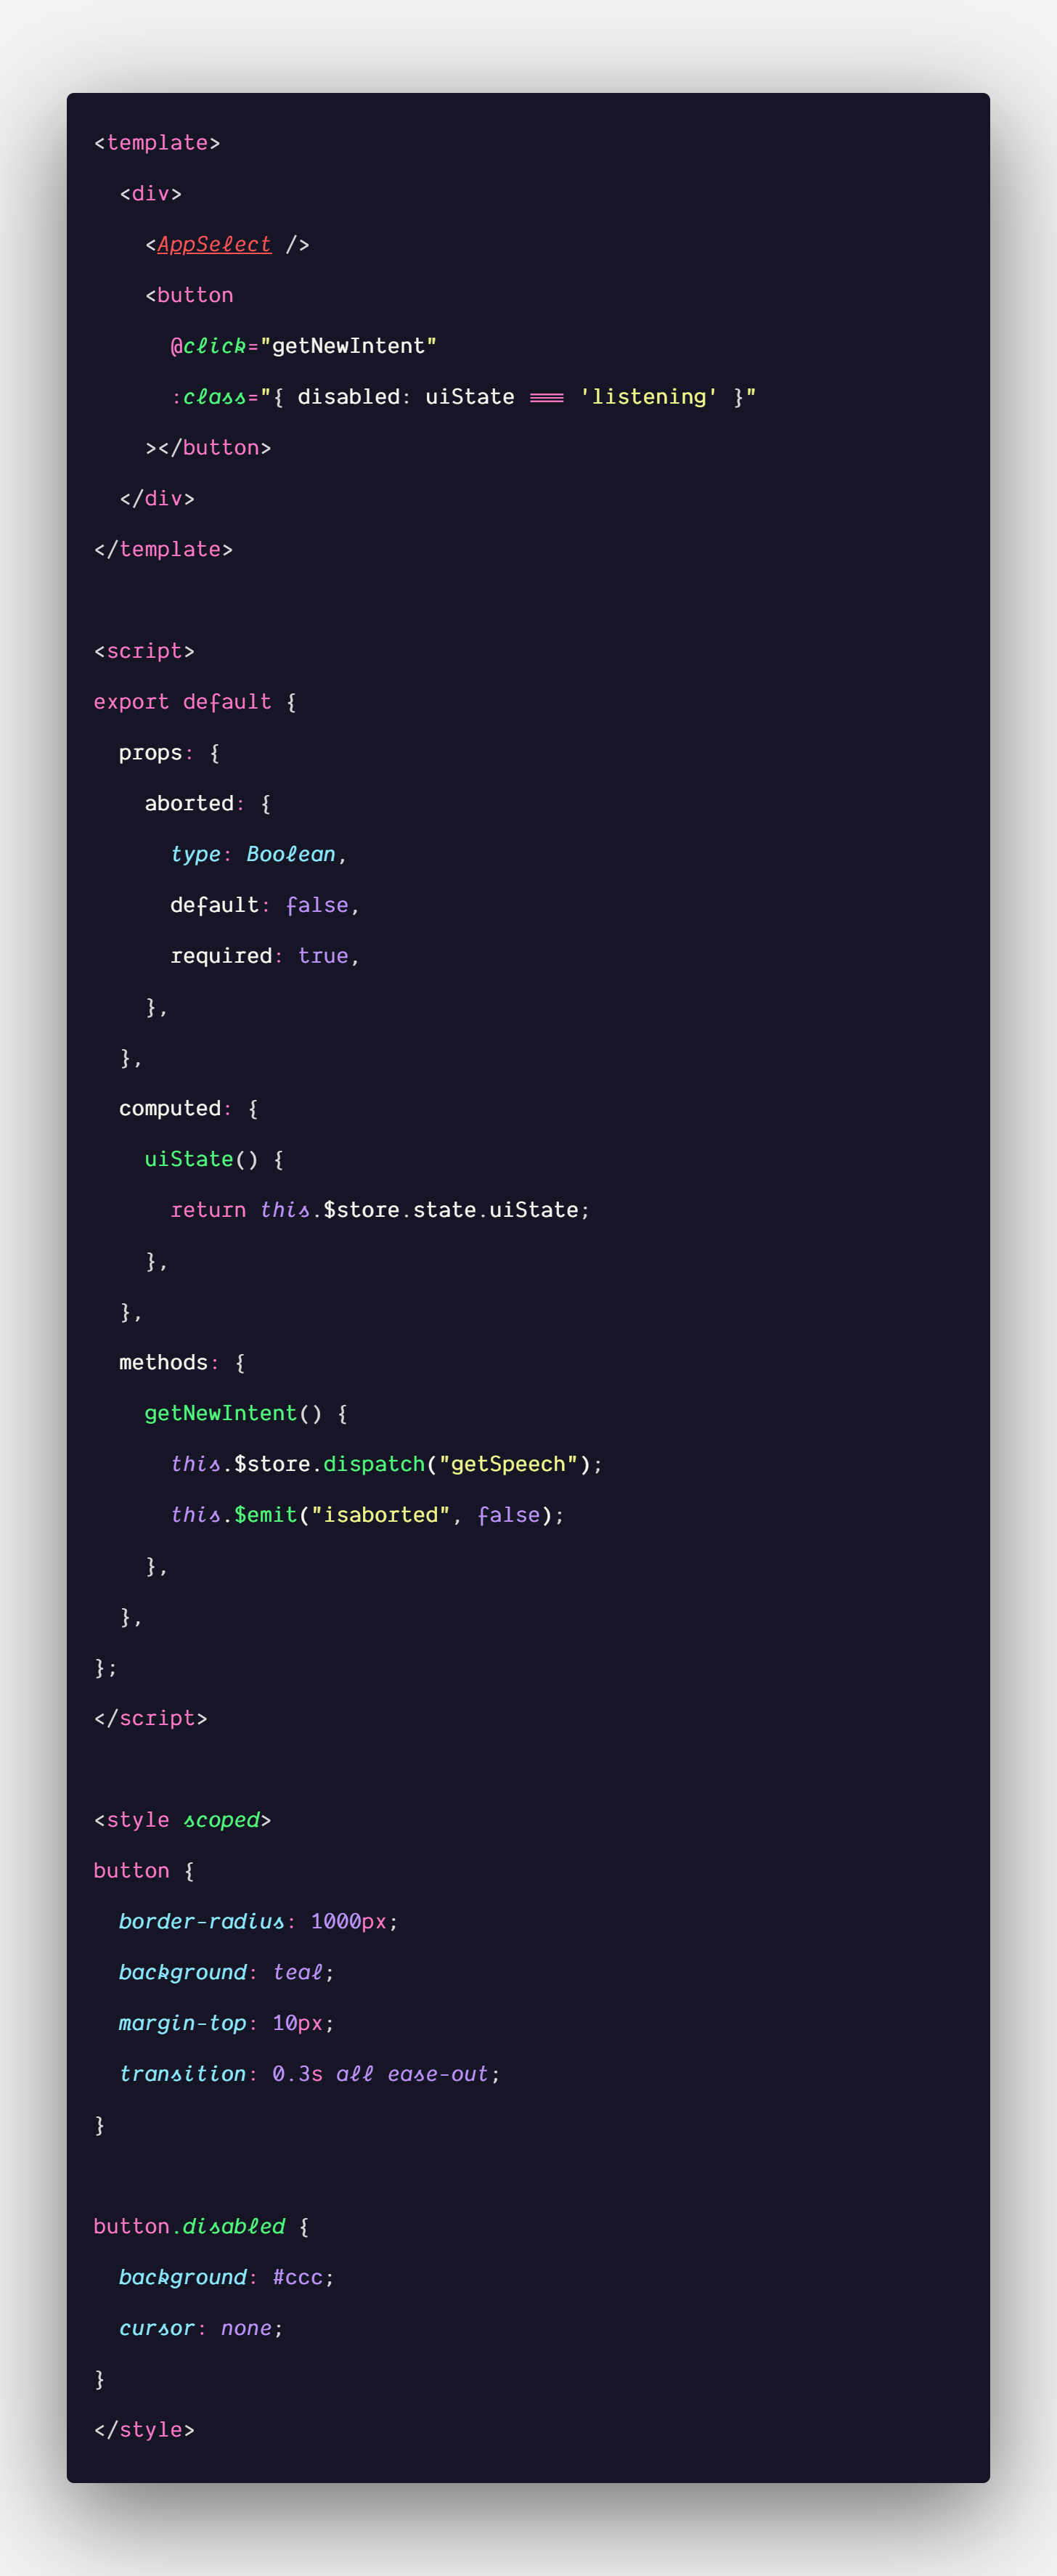 <template>
  <div>
    <AppSelect />
    <button
      @click="getNewIntent"
      :class="{ disabled: uiState === 'listening' }"
    ></button>
  </div>
</template>

<script>
export default {
  props: {
    aborted: {
      type: Boolean,
      default: false,
      required: true,
    },
  },
  computed: {
    uiState() {
      return this.$store.state.uiState;
    },
  },
  methods: {
    getNewIntent() {
      this.$store.dispatch("getSpeech");
      this.$emit("isaborted", false);
    },
  },
};
</script>

<style scoped>
button {
  border-radius: 1000px;
  background: teal;
  margin-top: 10px;
  transition: 0.3s all ease-out;
}

button.disabled {
  background: #ccc;
  cursor: none;
}
</style>